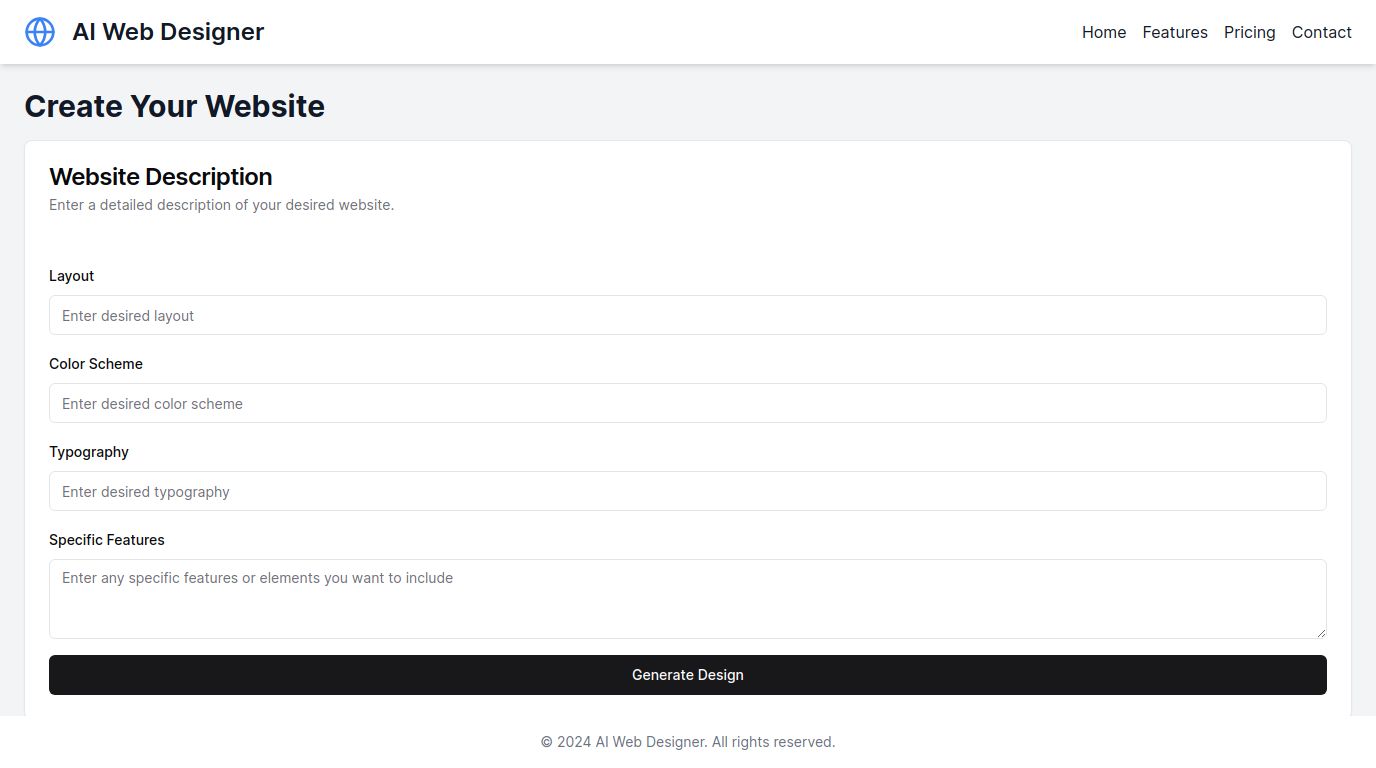 AI Web Designer
Home Features Pricing Contact
Create Your Website
Website Description
Enter a detailed description of your desired website.
Layout
Enter desired layout
Color Scheme
Enter desired color scheme
Typography
Enter desired typography
Specific Features
Enter any specific features or elements you want to include
Generate Design
© 2024 AI Web Designer. All rights reserved.